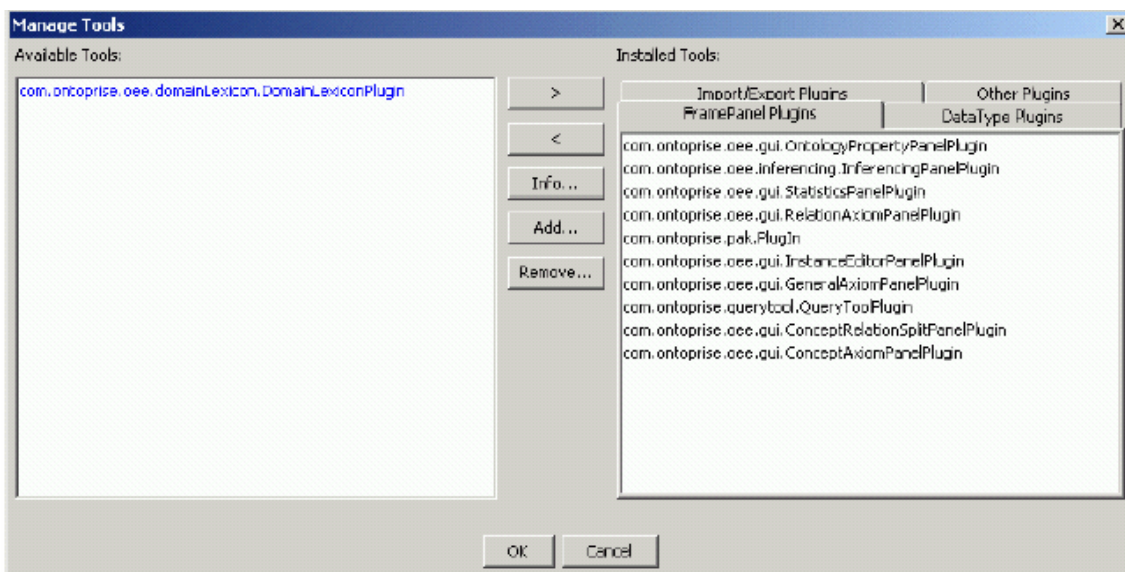 Manage Tools
Available Tools:
com.ontoprise.oee.domainLexicon.DomainLexiconPlugin
>
<
Info...
Add...
Remove...
Installed Tools:
Import/Export Plugins
Other Plugins
FramePanel Plugins
DataType Plugins
com.ontoprise.oee.gui.OntologyPropertyPanelPlugin
com.ontoprise.oee.inferencing.InferencingPanelPlugin
com.ontoprise.oee.gui.StatisticsPanelPlugin
com.ontoprise.oee.gui.RelationAxiomPanelPlugin
com.ontoprise.pak.PlugIn
com.ontoprise.oee.gui.InstanceEditorPanelPlugin
com.ontoprise.oee.gui.GeneralAxiomPanelPlugin
com.ontoprise.querytool.QueryToolPlugin
com.ontoprise.oee.gui.ConceptRelationSplitPanelPlugin
com.ontoprise.oee.gui.ConceptAxiomPanelPlugin
OK
Cancel